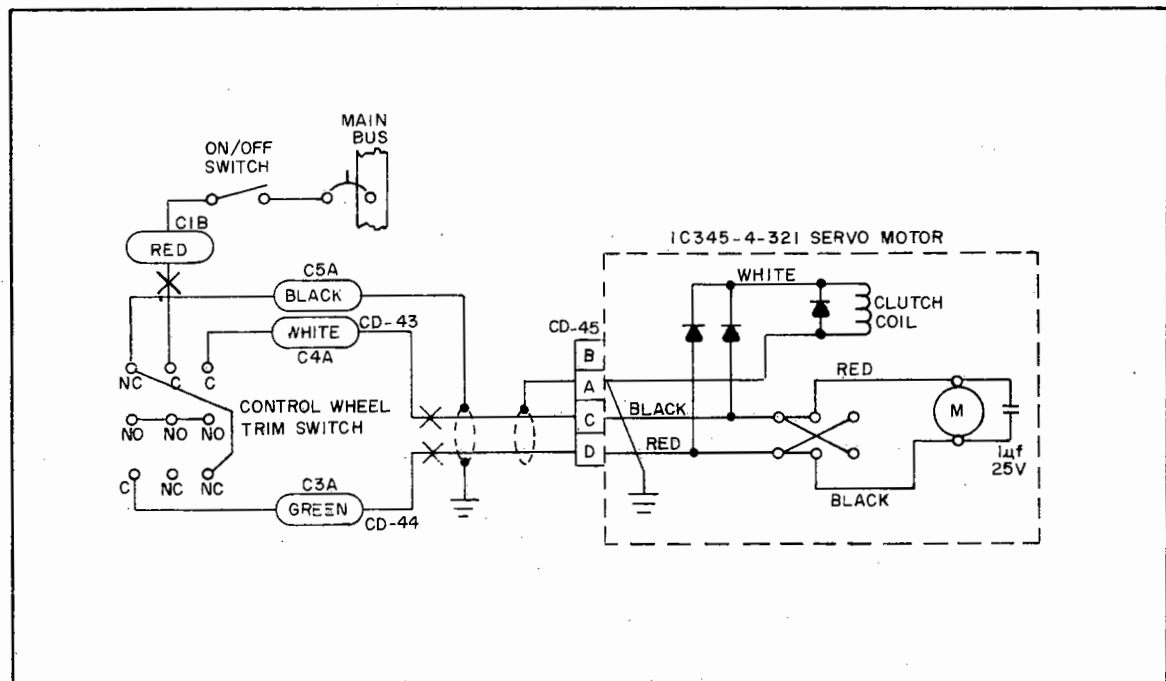 MAIN
BUS
ON/OFF
SWITCH
C1B
RED
1C345-4-321 SERVO MOTOR
C5A
BLACK
WHITE
CD-43
C4A
WHITE
CLUTCH
COIL
CD-45
B
A
C
D
NC
C
C
CONTROL WHEEL
TRIM SWITCH
NO
NO
NO
C
NC
NC
C3A
GREEN
CD-44
BLACK
RED
RED
M
1µf
25V
BLACK